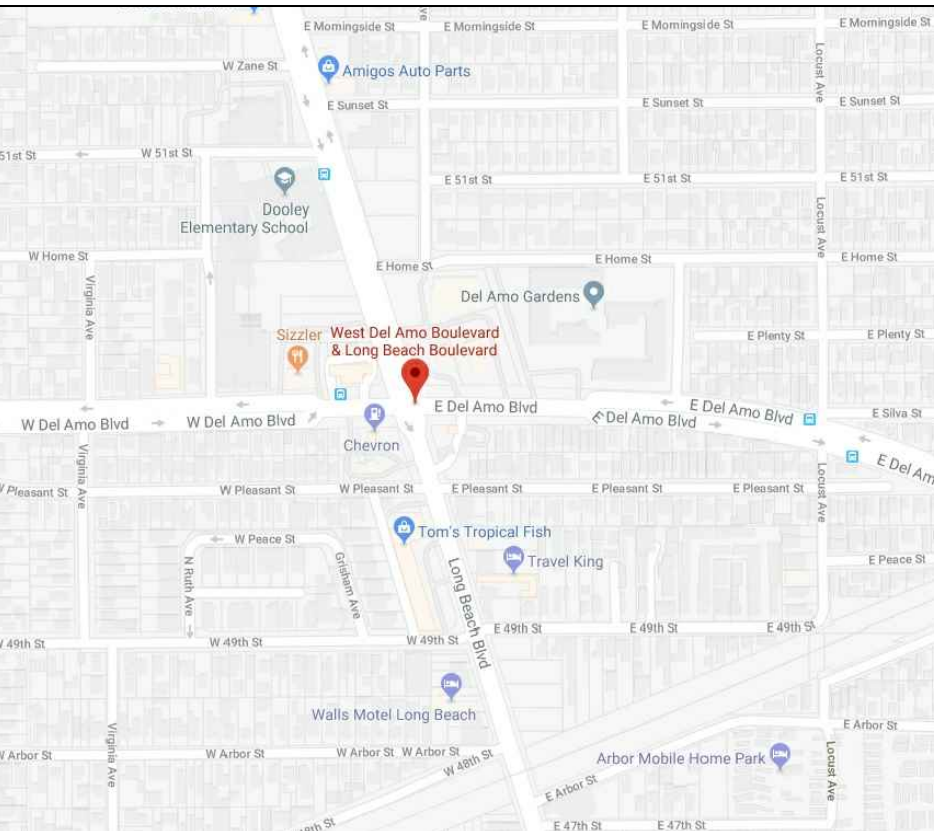 E Morningside St
E Morningside St
E Morningside St
E Morningside St
W Zane St
Amigos Auto Parts
Locust Ave
E Sunset St
E Sunset St
E Sunset St
51st St
W 51st St
E 51st St
E 51st St
E 51st St
Dooley
Elementary School
Locust Ave
W Home St
E Home St
E Home St
E Home St
Virginia Ave
Del Amo Gardens
Sizzler
West Del Amo Boulevard
& Long Beach Boulevard
E Plenty St
E Plenty St
W Del Amo Blvd
W Del Amo Blvd
E Del Amo Blvd
E Del Amo Blvd
E Del Amo Blvd
E Silva St
Chevron
E Del Am
Virginia Ave
Locust Ave
Pleasant St
W Pleasant St
W Pleasant St
E Pleasant St
E Pleasant St
E Pleasant St
Tom's Tropical Fish
W Peace St
Travel King
E Peace St
N Ruth Ave
Grisham Ave
Long Beach Blvd
49th St
W 49th St
W 49th St
E 49th St
E 49th St
E 49th St
Walls Motel Long Beach
E Arbor St
Virginia Ave
Arbor St
W Arbor St
W Arbor St
W Arbor St
W 48th St
Arbor Mobile Home Park
Locust Ave
E Arbor St
E 47th St
E 47th St